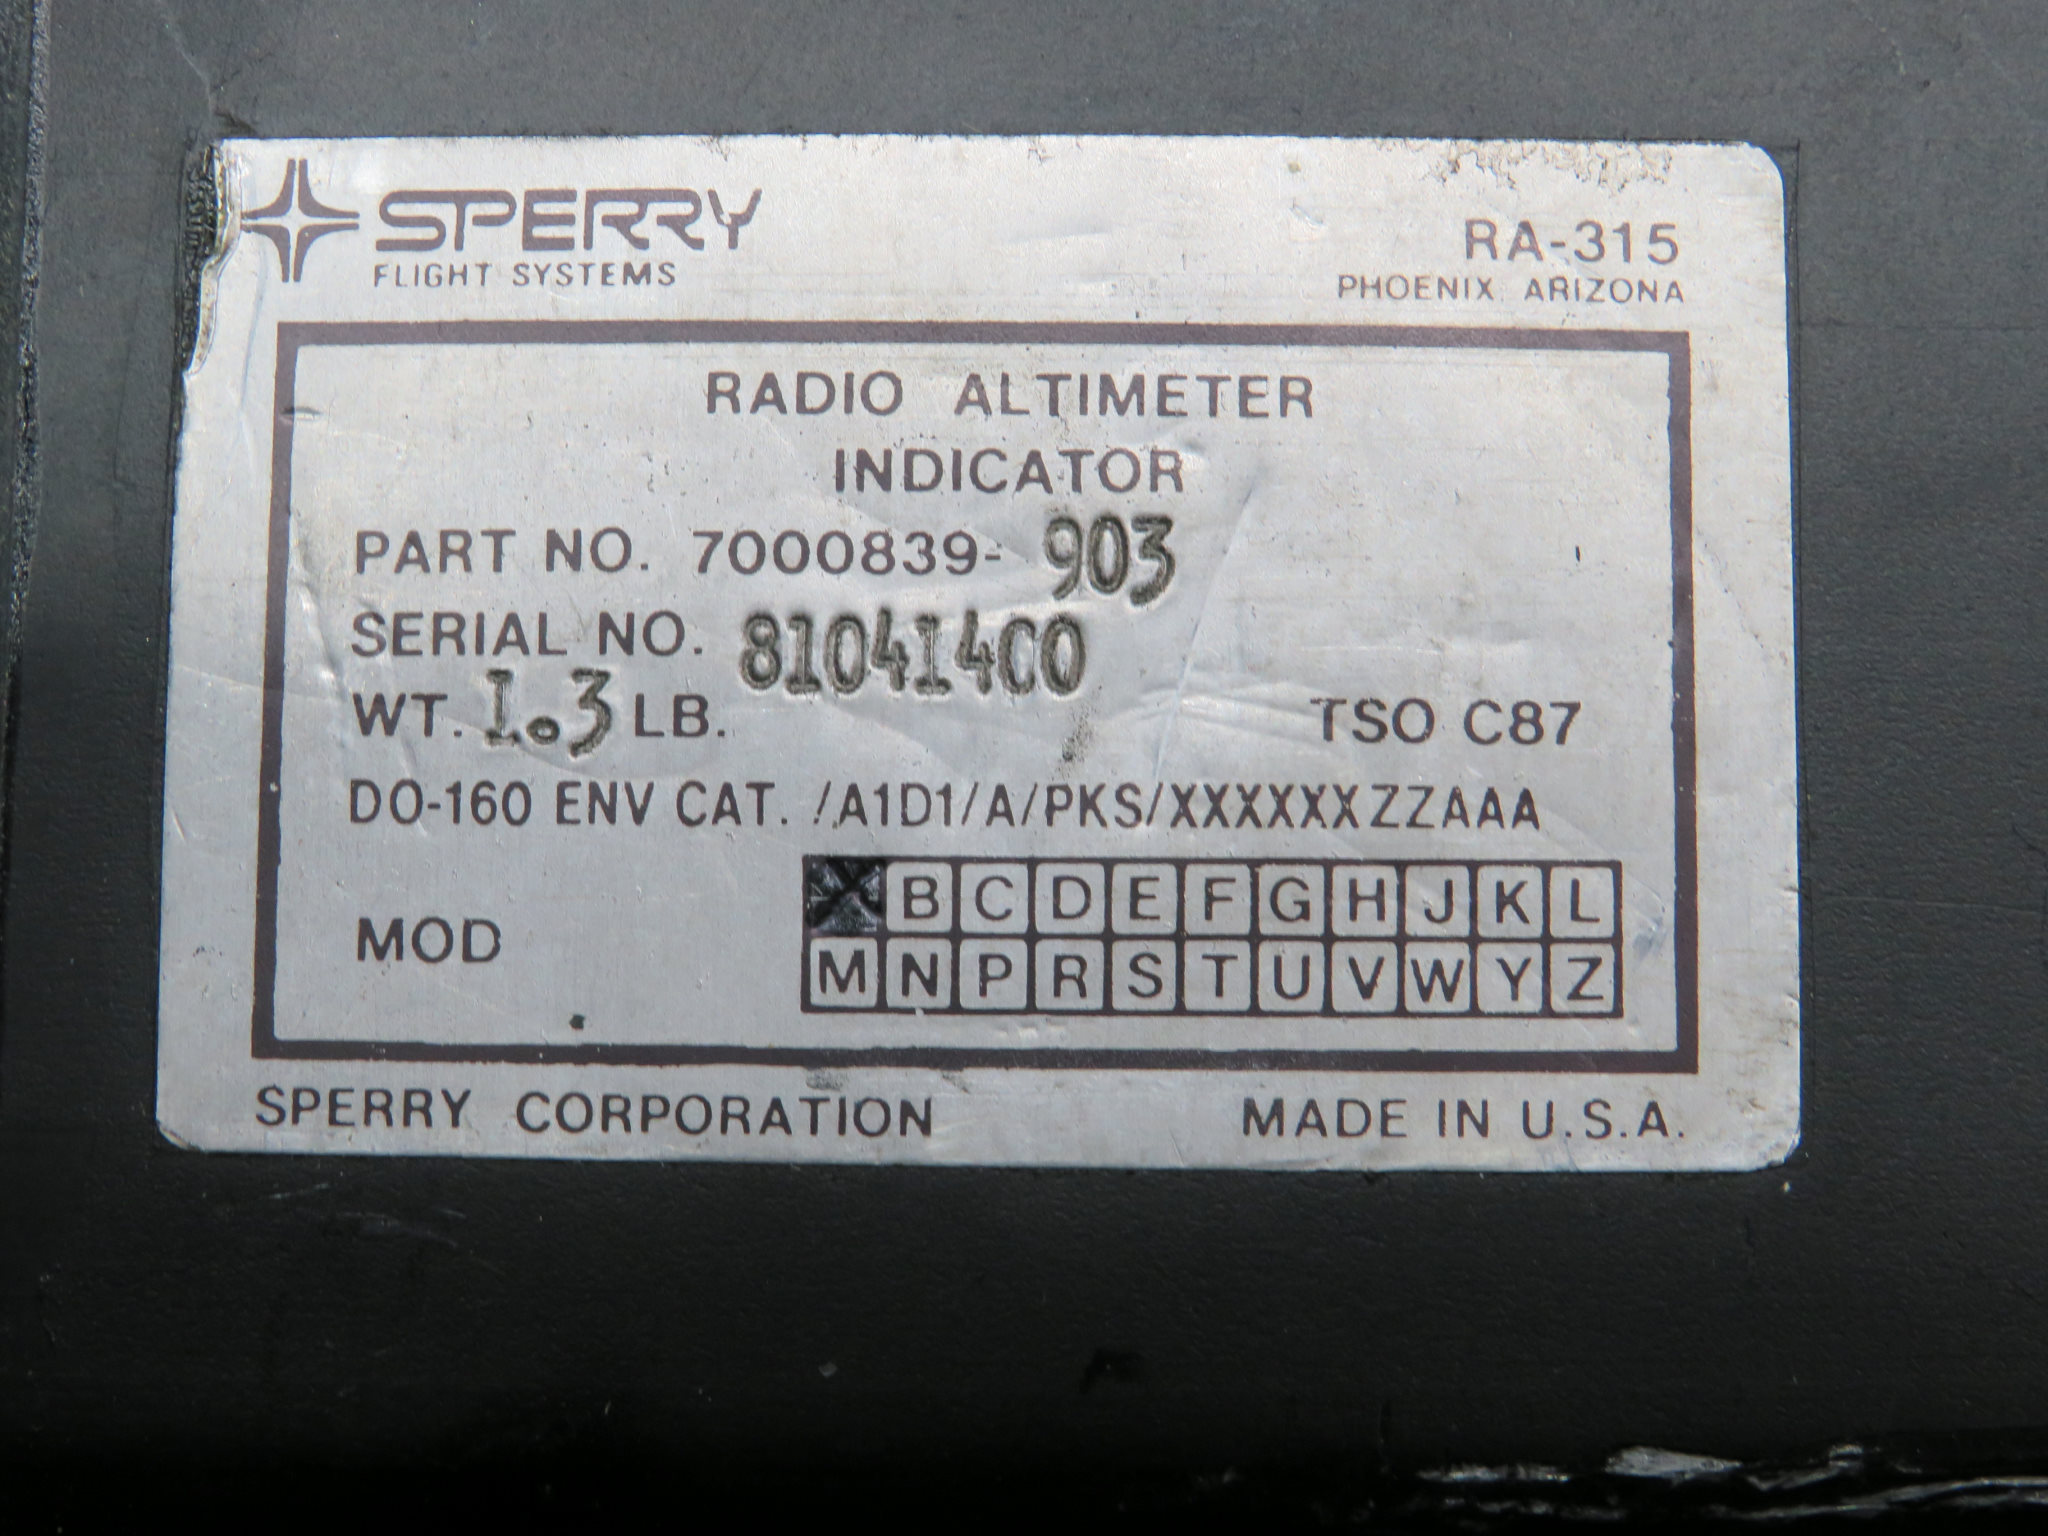 SPERRY
FLIGHT SYSTEMS
RA-315
PHOENIX, ARIZONA
RADIO ALTIMETER
INDICATOR
PART NO. 7000839-903
SERIAL NO. 81041400
WT. 1.3 LB.
TSO C87
DO-160 ENV CAT. /A1D1/A/PKS/XXXXXXZZAAA
MOD
B C D E F G H J K L
M N P R S T U V W Y Z
SPERRY CORPORATION
MADE IN U.S.A.